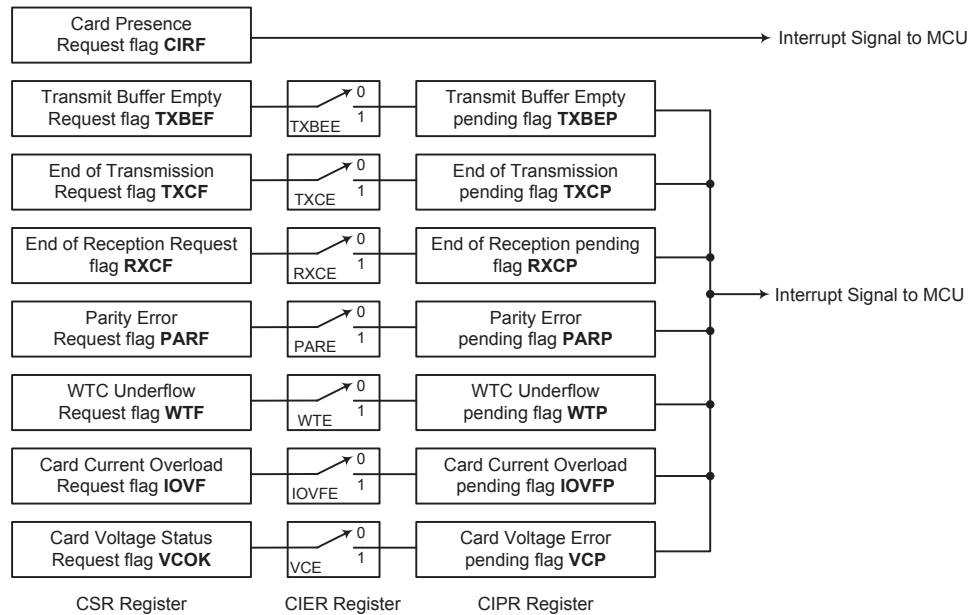 Card Presence
Request flag CIRF
Interrupt Signal to MCU
Transmit Buffer Empty
Request flag TXBEF
0
1
TXBEE
Transmit Buffer Empty
pending flag TXBEP
End of Transmission
Request flag TXCF
0
1
TXCE
End of Transmission
pending flag TXCP
End of Reception Request
flag RXCF
0
1
RXCE
End of Reception pending
flag RXCP
Interrupt Signal to MCU
Parity Error
Request flag PARF
0
1
PARE
Parity Error
pending flag PARP
WTC Underflow
Request flag WTF
0
1
WTE
WTC Underflow
pending flag WTP
Card Current Overload
Request flag IOVF
0
1
IOVFE
Card Current Overload
pending flag IOVFP
Card Voltage Status
Request flag VCOK
0
1
VCE
Card Voltage Error
pending flag VCP
CSR Register
CIER Register
CIPR Register